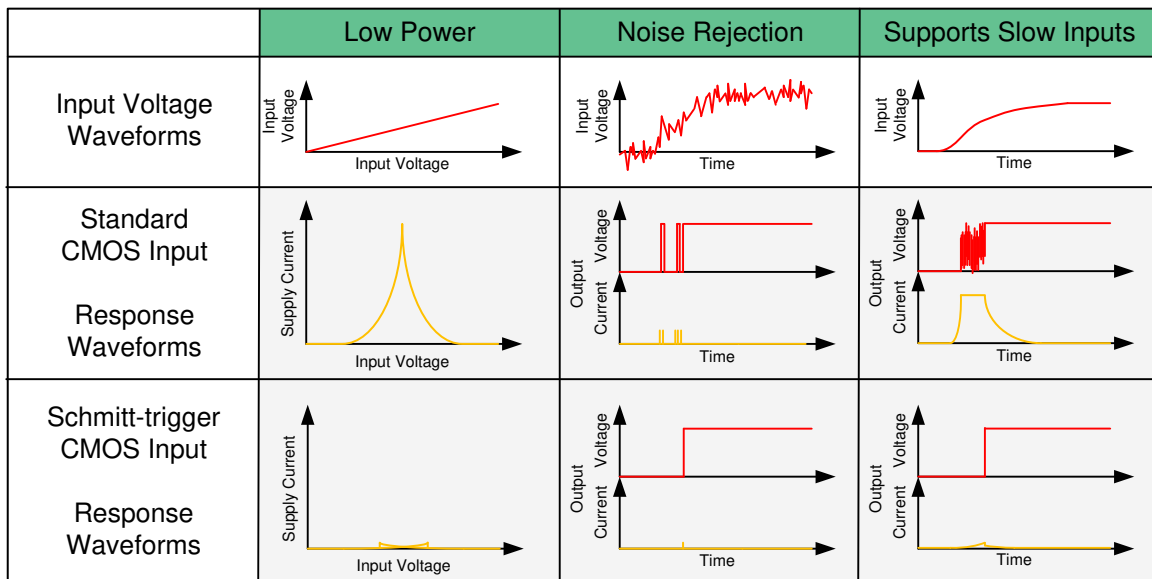 Low Power
Noise Rejection
Supports Slow Inputs
Input Voltage
Waveforms
Input
Voltage
Input Voltage
Input
Voltage
Time
Input
Voltage
Time
Standard
CMOS Input
Response
Waveforms
Supply Current
Input Voltage
Output
Voltage
Current
Time
Output
Voltage
Current
Time
Schmitt-trigger
CMOS Input
Response
Waveforms
Supply Current
Input Voltage
Output
Voltage
Current
Time
Output
Voltage
Current
Time